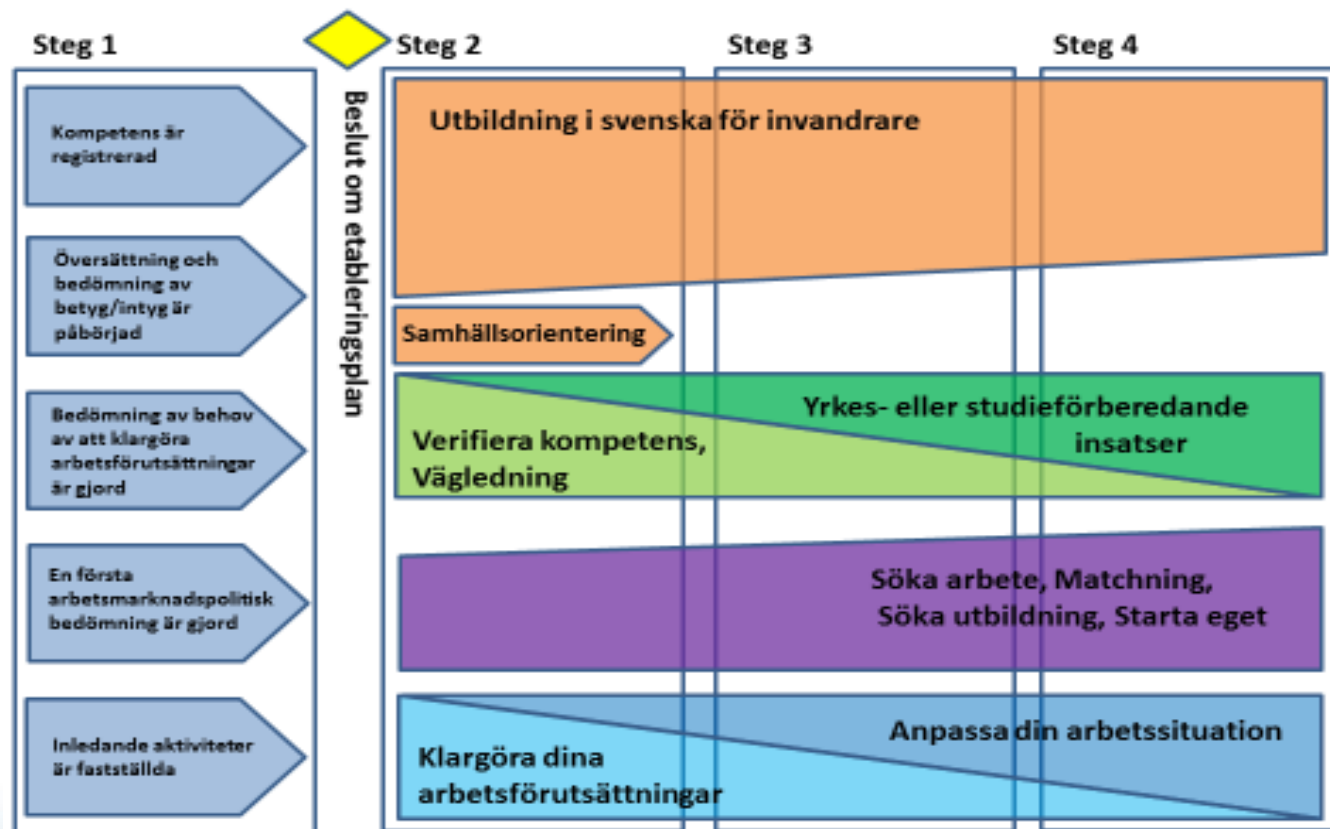 Steg 1
Kompetens är
registrerad
Översättning och
bedömning av
betyg/intyg är
påbörjad
Bedömning av behov
av att klargöra
arbetsförutsättningar
är gjord
En första
arbetsmarknadspolitisk
bedömning är gjord
Inledande aktiviteter
är fastställda
Beslut om etableringsplan
Steg 2
Steg 3
Steg 4
Utbildning i svenska för invandrare
Samhällsorientering
Yrkes- eller studieförberedande
insatser
Verifiera kompetens,
Vägledning
Söka arbete, Matchning,
Söka utbildning, Starta eget
Anpassa din arbetssituation
Klargöra dina
arbetsförutsättningar